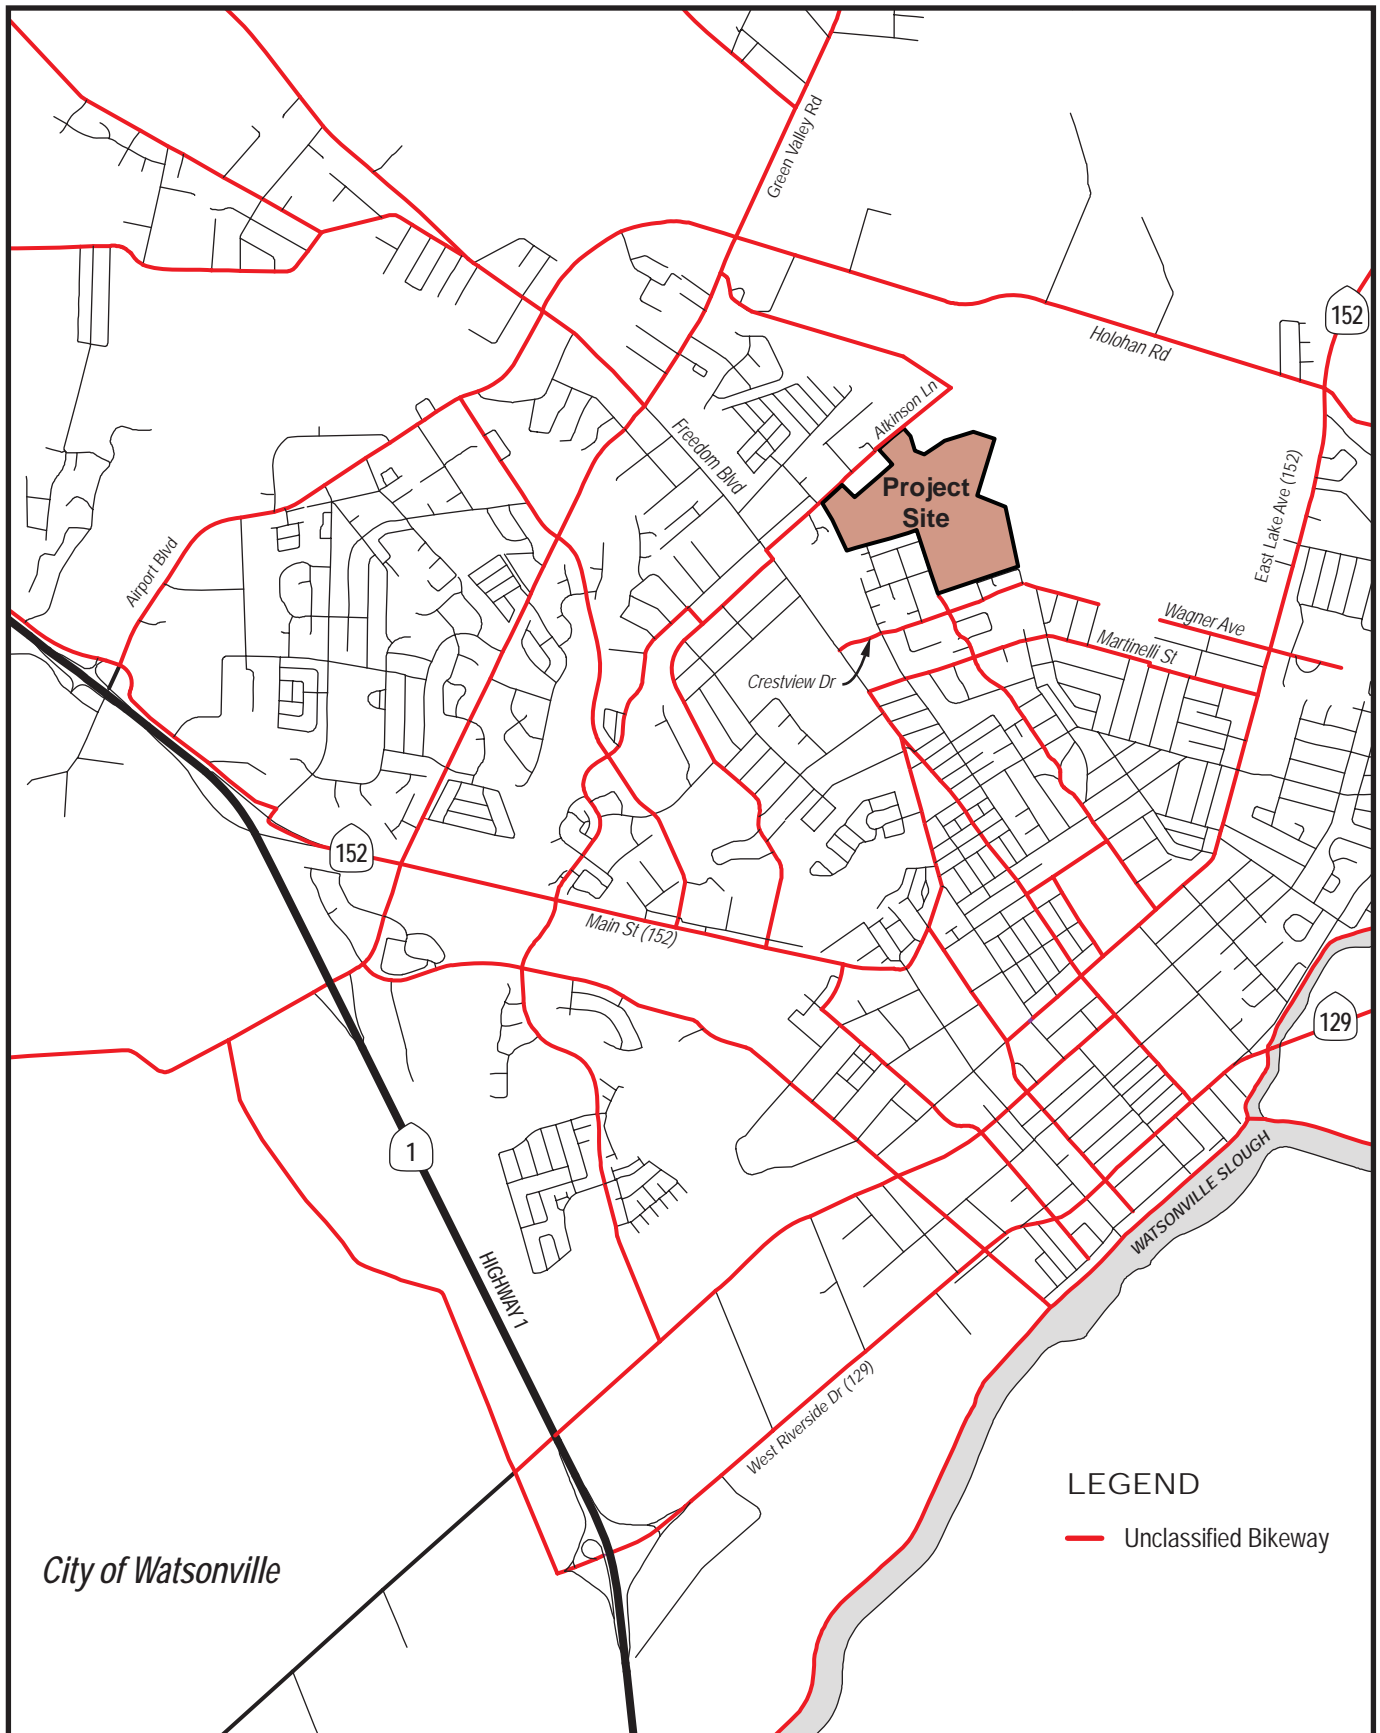 Green Valley Rd
152
Holohan Rd
Atkinson Ln
Freedom Blvd
Project
Site
East Lake Ave (152)
Airport Blvd
Wagner Ave
Martinelli St
Crestview Dr
152
Main St (152)
129
1
WATSONVILLE SLOUGH
HIGHWAY 1
West Riverside Dr (129)
LEGEND
Unclassified Bikeway
City of Watsonville